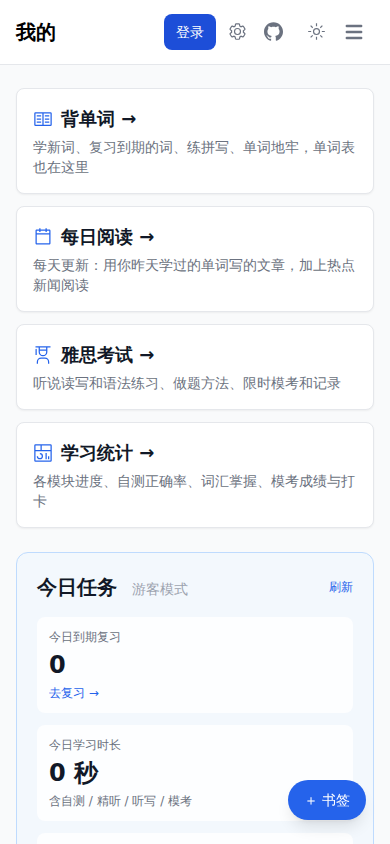 我的
登录
背单词 →
学新词、复习到期的词、练拼写、单词地牢，单词表
也在这里
每日阅读 →
每天更新：用你昨天学过的单词写的文章，加上热点
新闻阅读
雅思考试 →
听说读写和语法练习、做题方法、限时模考和记录
学习统计 →
各模块进度、自测正确率、词汇掌握、模考成绩与打
卡
今日任务 游客模式 刷新
今日到期复习
0
去复习 →
今日学习时长
0 秒
含自测 / 精听 / 听写 / 模考
＋ 书签